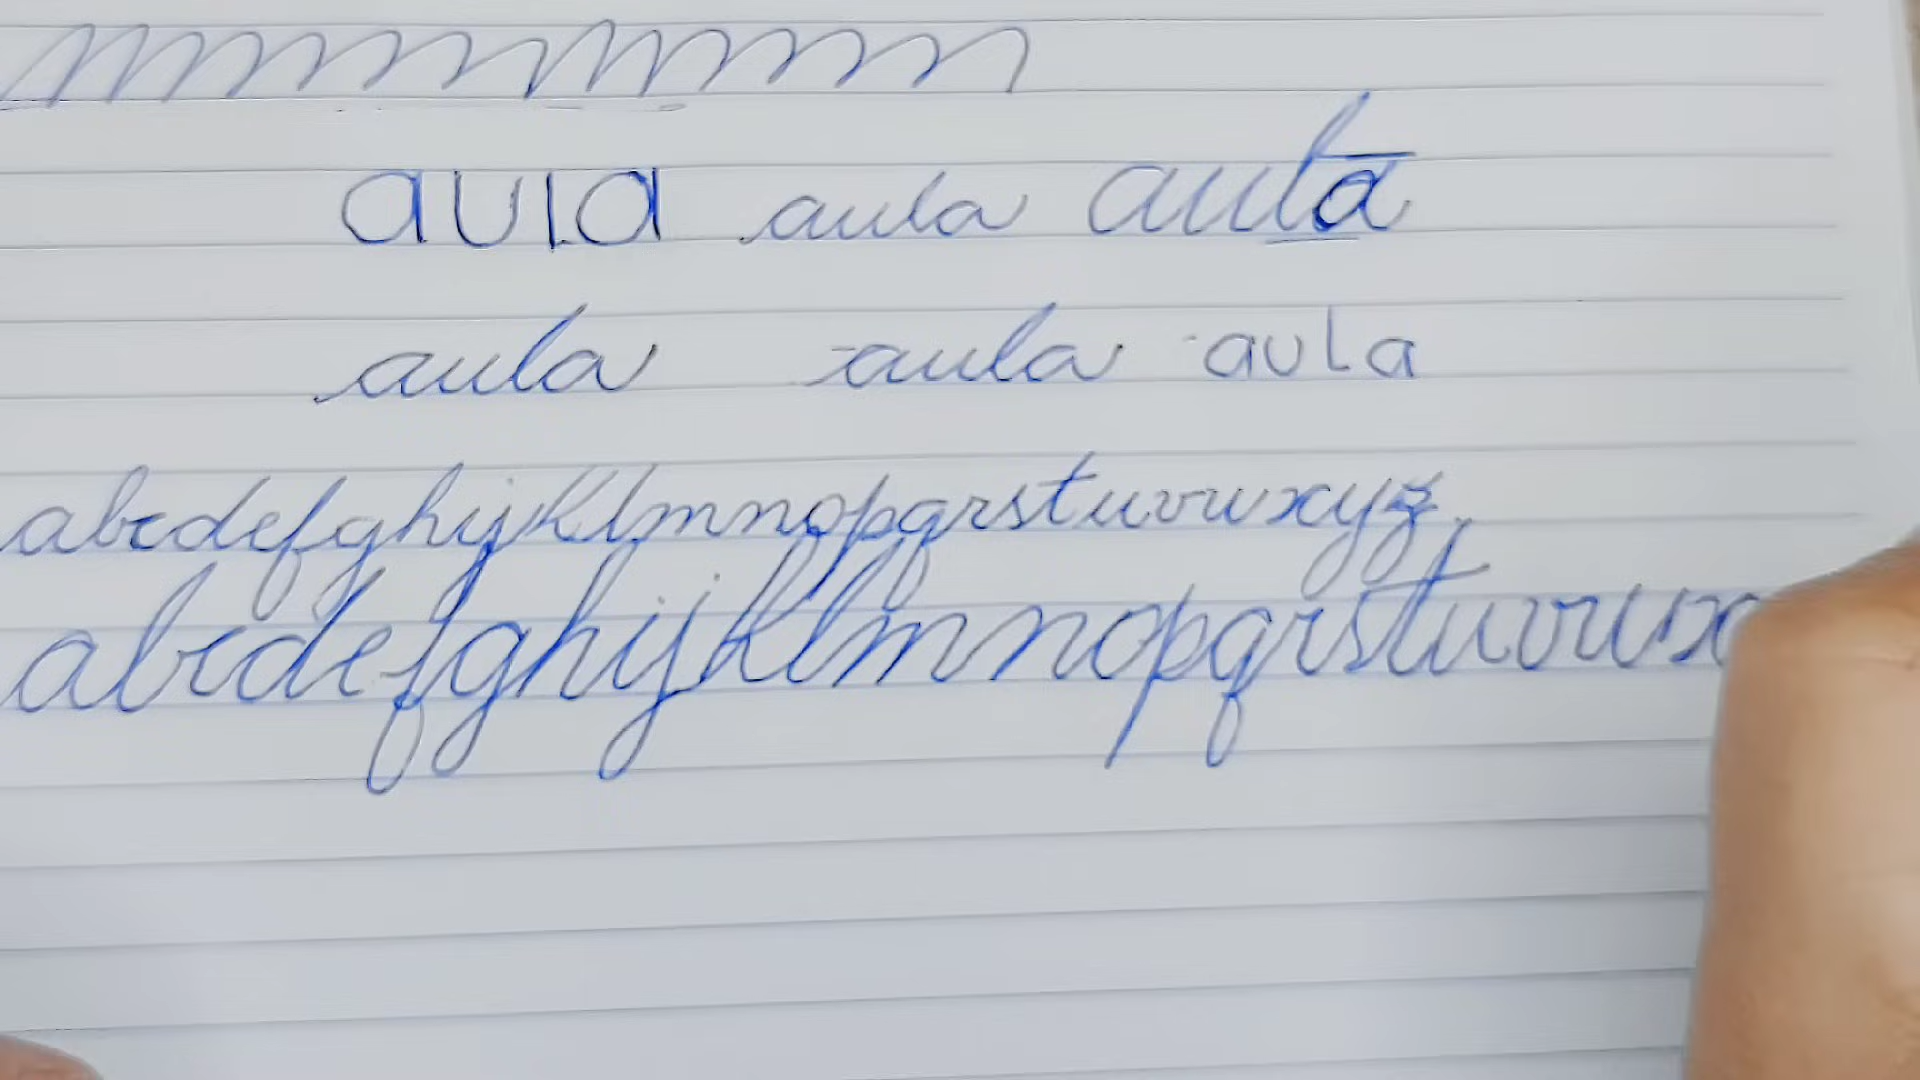 aula aula aula
aula aula aula
abcdefghijklmnopqrstuvwxyz
abcdefghijklmnopqrstuvwx